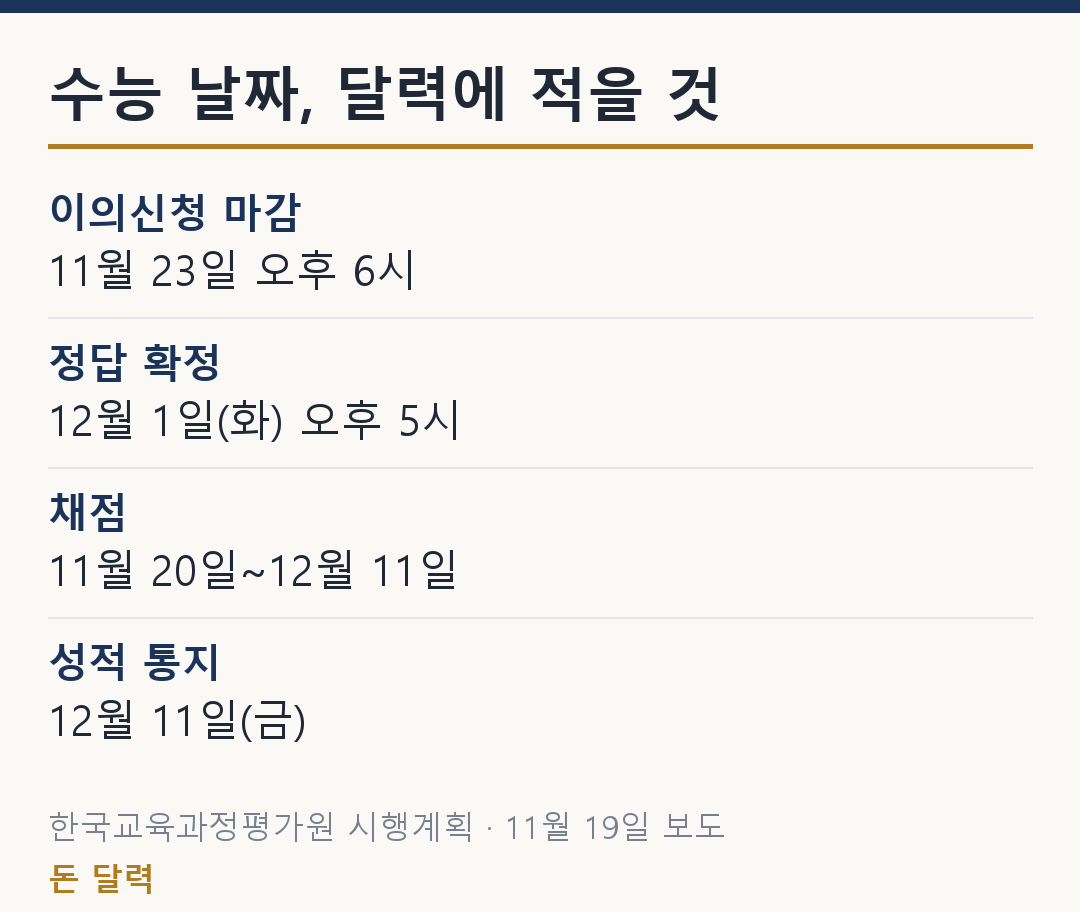 수능 날짜, 달력에 적을 것
이의신청 마감
11월 23일 오후 6시
정답 확정
12월 1일(화) 오후 5시
채점
11월 20일~12월 11일
성적 통지
12월 11일(금)
한국교육과정평가원 시행계획 · 11월 19일 보도
돈 달력